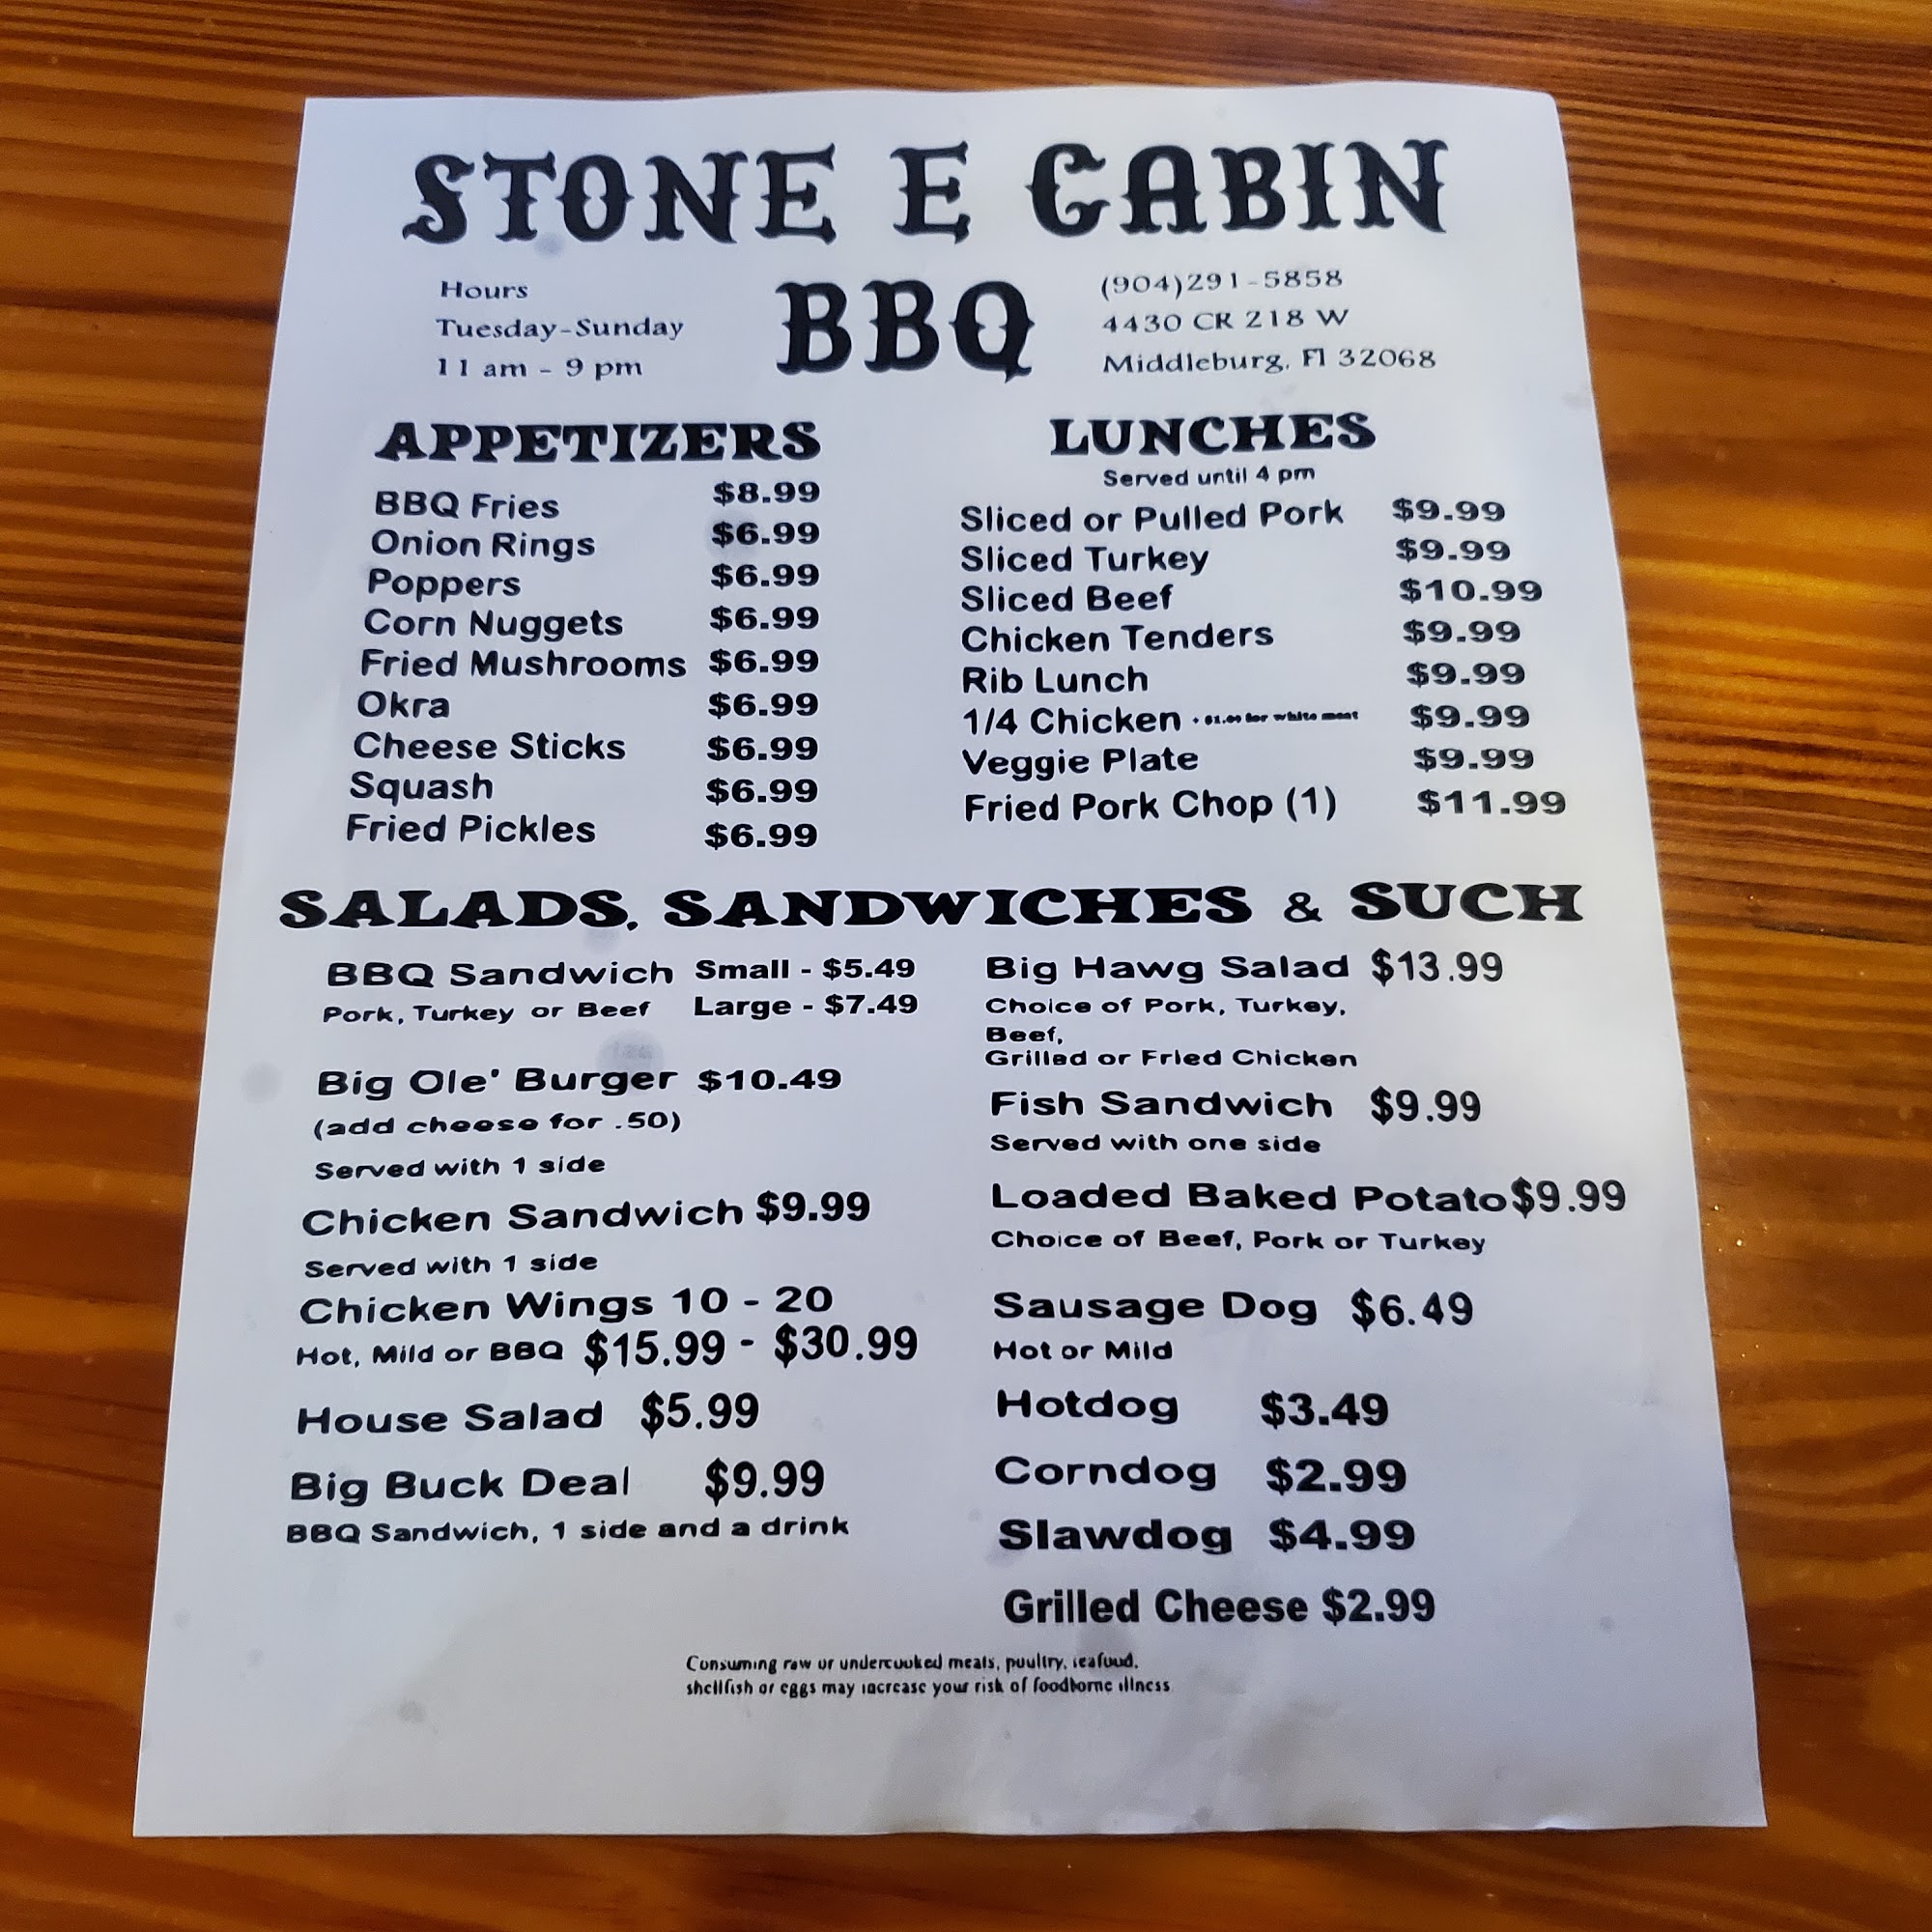 STONE E CABIN
BBQ
Hours
Tuesday-Sunday
11 am - 9 pm
(904)291-5858
4430 CR 218 W
Middleburg, Fl 32068
APPETIZERS
BBQ Fries $8.99
Onion Rings $6.99
Poppers $6.99
Corn Nuggets $6.99
Fried Mushrooms $6.99
Okra $6.99
Cheese Sticks $6.99
Squash $6.99
Fried Pickles $6.99
LUNCHES
Served until 4 pm
Sliced or Pulled Pork $9.99
Sliced Turkey $9.99
Sliced Beef $10.99
Chicken Tenders $9.99
Rib Lunch $9.99
1/4 Chicken for white meat $9.99
Veggie Plate $9.99
Fried Pork Chop (1) $11.99
SALADS, SANDWICHES & SUCH
BBQ Sandwich Small - $5.49
Pork, Turkey or Beef Large - $7.49
Big Ole' Burger $10.49
(add cheese for .50)
Served with 1 side
Chicken Sandwich $9.99
Served with 1 side
Chicken Wings 10 - 20
Hot, Mild or BBQ $15.99 - $30.99
House Salad $5.99
Big Buck Deal $9.99
BBQ Sandwich, 1 side and a drink
Big Hawg Salad $13.99
Choice of Pork, Turkey,
Beef,
Grilled or Fried Chicken
Fish Sandwich $9.99
Served with one side
Loaded Baked Potato $9.99
Choice of Beef, Pork or Turkey
Sausage Dog $6.49
Hot or Mild
Hotdog $3.49
Corndog $2.99
Slawdog $4.99
Grilled Cheese $2.99
Consuming raw or undercooked meats, poultry, seafood,
shellfish or eggs may increase your risk of foodborne illness